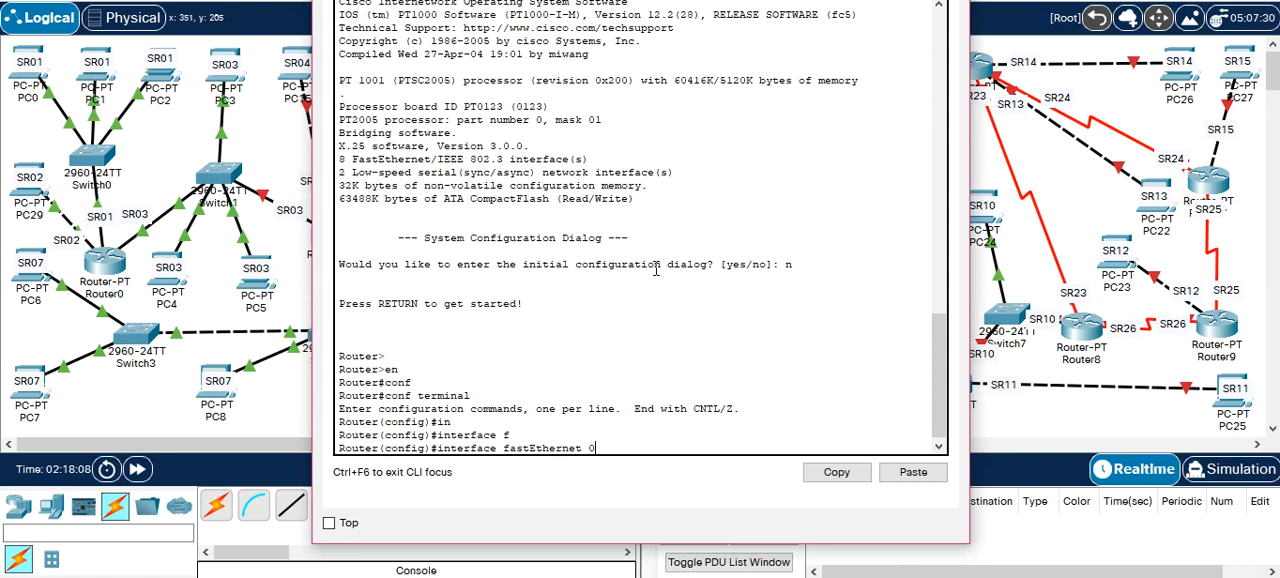 Logical
Physical
x: 351, y: 205
[Root]
05:07:30
Cisco Internetwork Operating System Software
IOS (tm) PT1000 Software (PT1000-I-M), Version 12.2(28), RELEASE SOFTWARE (fc5)
Technical Support: http://www.cisco.com/techsupport
Copyright (c) 1986-2005 by cisco Systems, Inc.
Compiled Wed 27-Apr-04 19:01 by miwang
PT 1001 (PTSC2005) processor (revision 0x200) with 60416K/5120K bytes of memory
.
Processor board ID PT0123 (0123)
PT2005 processor: part number 0, mask 01
Bridging software.
X.25 software, Version 3.0.0.
8 FastEthernet/IEEE 802.3 interface(s)
2 Low-speed serial(sync/async) network interface(s)
32K bytes of non-volatile configuration memory.
63488K bytes of ATA CompactFlash (Read/Write)
--- System Configuration Dialog ---
Would you like to enter the initial configuration dialog? [yes/no]: n
Press RETURN to get started!
Router>
Router>en
Router#conf
Router#conf terminal
Enter configuration commands, one per line.  End with CNTL/Z.
Router(config)#in
Router(config)#interface f
Router(config)#interface fastEthernet 0
Ctrl+F6 to exit CLI focus
Copy
Paste
Top
SR01
PC-PT
PC0
SR01
PC-PT
PC1
SR01
PC-PT
PC2
SR03
PC-PT
PC3
SR04
PC-PT
2960-24TT
Switch0
2960-24TT
Switch1
SR02
PC-PT
PC29
SR01
SR03
SR02
SR03
Router-PT
Router0
SR03
PC-PT
PC4
SR03
PC-PT
PC5
SR07
PC-PT
PC6
2960-24TT
Switch3
SR07
PC-PT
PC7
SR07
PC-PT
PC8
SR14
SR14
PC-PT
PC26
SR15
PC-PT
PC27
R23
SR13
SR24
SR15
SR24
SR13
PC-PT
PC22
SR25
SR10
PC-PT
PC24
SR12
PC-PT
PC23
SR12
SR25
SR23
2960-24TT
Switch7
SR10
SR10
SR26
SR26
Router-PT
Router8
Router-PT
Router9
SR11
SR11
PC-PT
PC25
Time: 02:18:08
Realtime
Simulation
stination
Type
Color
Time(sec)
Periodic
Num
Edit
Toggle PDU List Window
Console